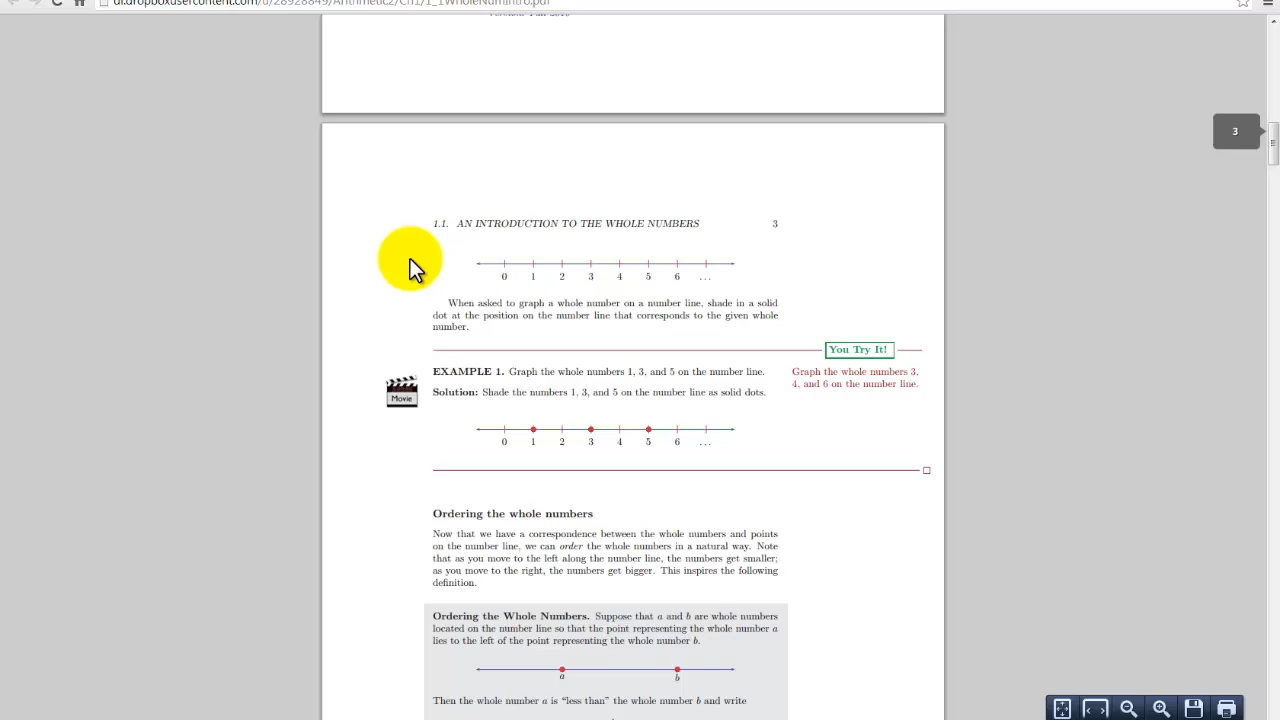 dl.dropboxusercontent.com/u/28928849/Arithmetic2/Ch1/1_1WholeNumIntro.pdf
3
1.1. AN INTRODUCTION TO THE WHOLE NUMBERS 3
0 1 2 3 4 5 6 ...
When asked to graph a whole number on a number line, shade in a solid
dot at the position on the number line that corresponds to the given whole
number.
You Try It!
EXAMPLE 1. Graph the whole numbers 1, 3, and 5 on the number line.
Graph the whole numbers 3,
4, and 6 on the number line.
Movie
Solution: Shade the numbers 1, 3, and 5 on the number line as solid dots.
0 1 2 3 4 5 6 ...
Ordering the whole numbers
Now that we have a correspondence between the whole numbers and points
on the number line, we can order the whole numbers in a natural way. Note
that as you move to the left along the number line, the numbers get smaller;
as you move to the right, the numbers get bigger. This inspires the following
definition.
Ordering the Whole Numbers. Suppose that a and b are whole numbers
located on the number line so that the point representing the whole number a
lies to the left of the point representing the whole number b.
a b
Then the whole number a is “less than” the whole number b and write